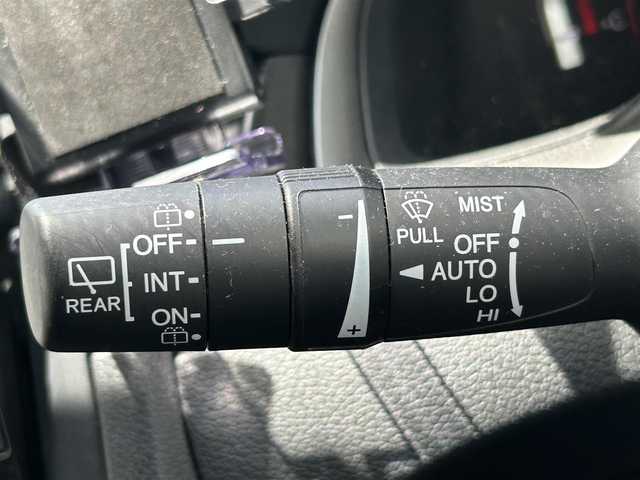 REAR
OFF
INT
ON
−
+
PULL
MIST
OFF
AUTO
LO
HI